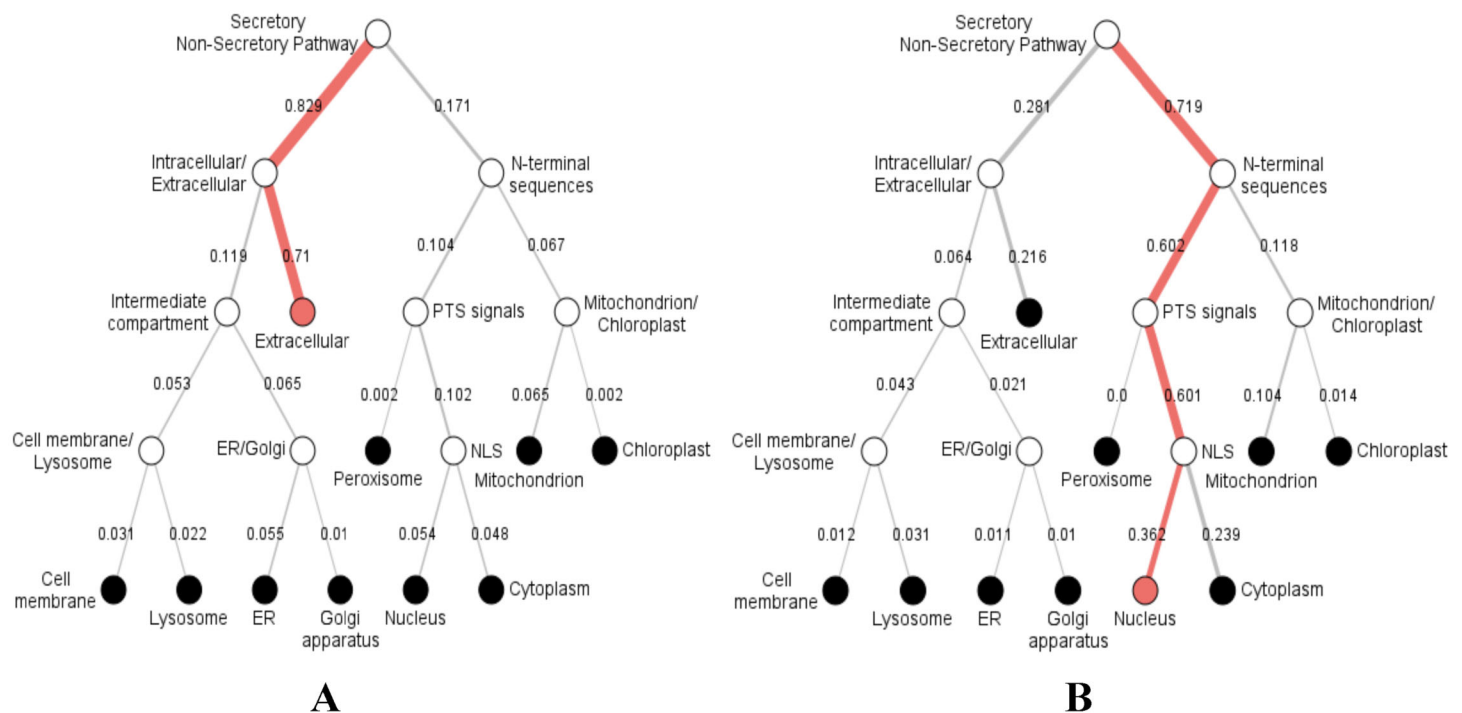 Secretory
Non-Secretory Pathway
0.829
0.171
Intracellular/
Extracellular
N-terminal
sequences
0.119
0.71
0.104
0.067
Intermediate
compartment
Extracellular
PTS signals
Mitochondrion/
Chloroplast
0.053
0.065
0.002
0.102
0.065
0.002
Cell membrane/
Lysosome
ER/Golgi
Peroxisome
NLS
Mitochondrion
Chloroplast
0.031
0.022
0.055
0.01
0.054
0.048
Cell
membrane
Lysosome
ER
Golgi
apparatus
Nucleus
Cytoplasm
A
Secretory
Non-Secretory Pathway
0.281
0.719
Intracellular/
Extracellular
N-terminal
sequences
0.064
0.216
0.602
0.118
Intermediate
compartment
Extracellular
PTS signals
Mitochondrion/
Chloroplast
0.043
0.021
0.0
0.601
0.104
0.014
Cell membrane/
Lysosome
ER/Golgi
Peroxisome
NLS
Mitochondrion
Chloroplast
0.012
0.031
0.011
0.01
0.362
0.239
Cell
membrane
Lysosome
ER
Golgi
apparatus
Nucleus
Cytoplasm
B